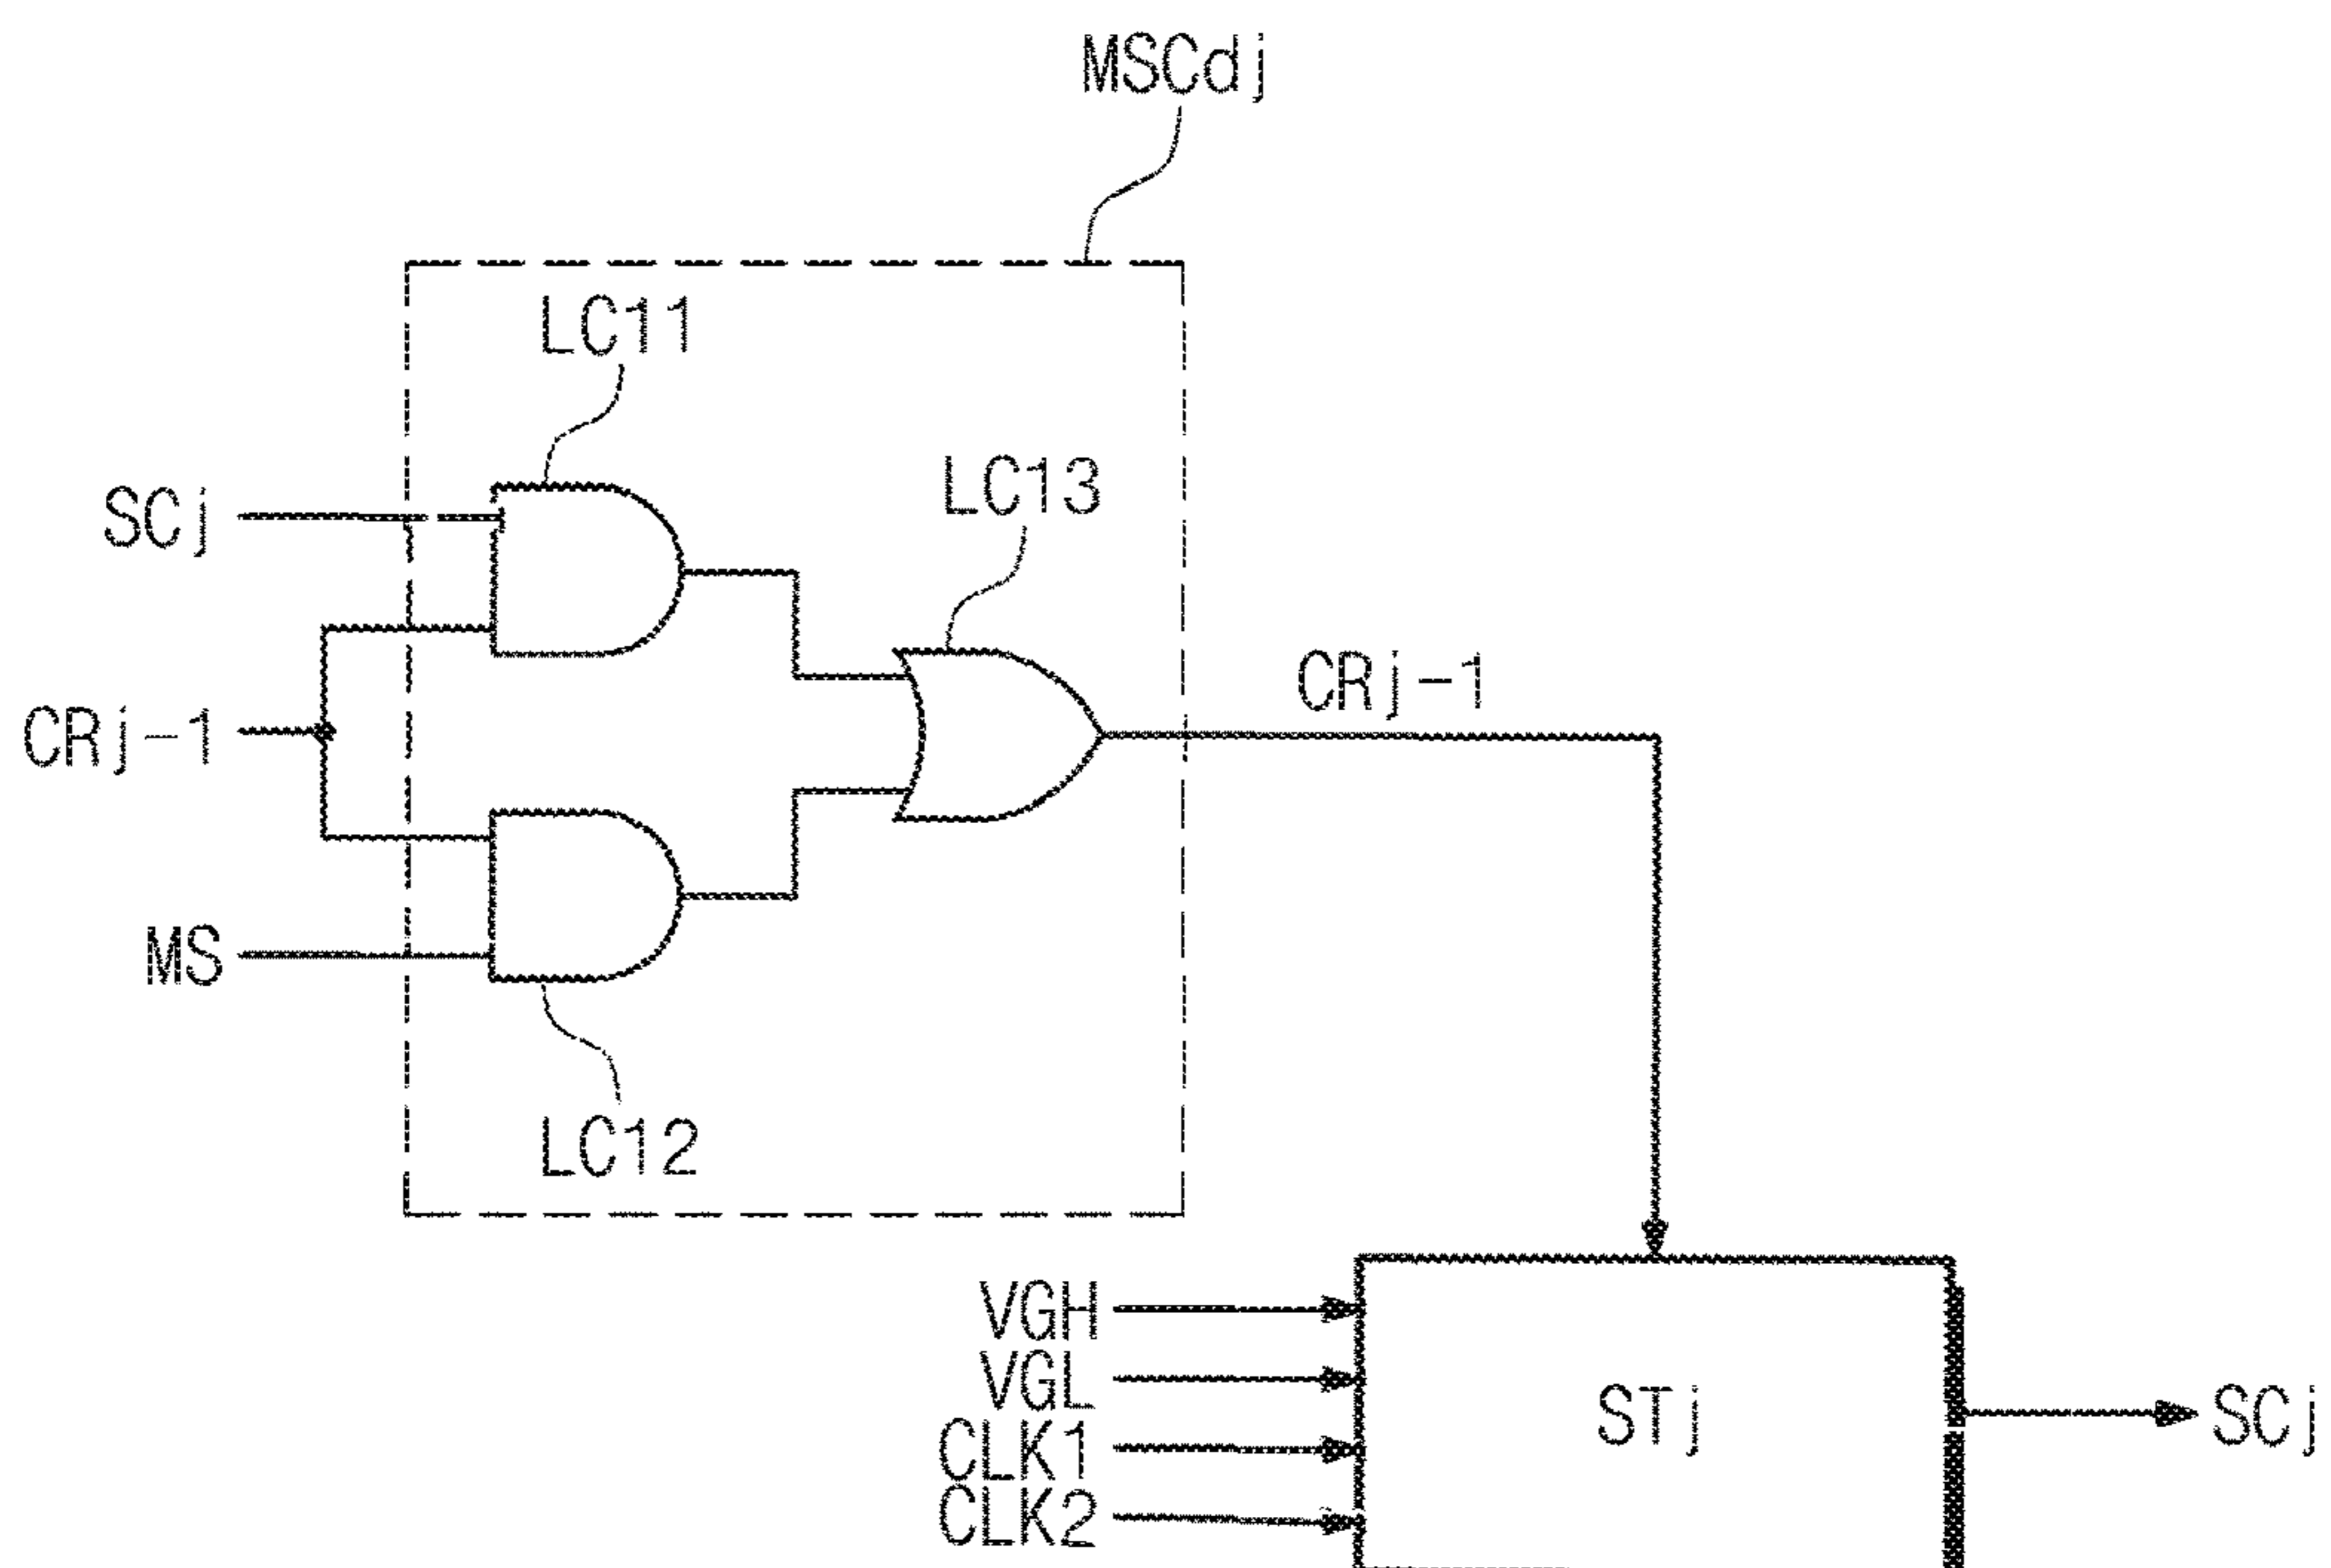 MSCdj
LC11
LC13
SCj
CRj-1
CRj-1
MS
LC12
VGH
VGL
CLK1
CLK2
STj
SCj